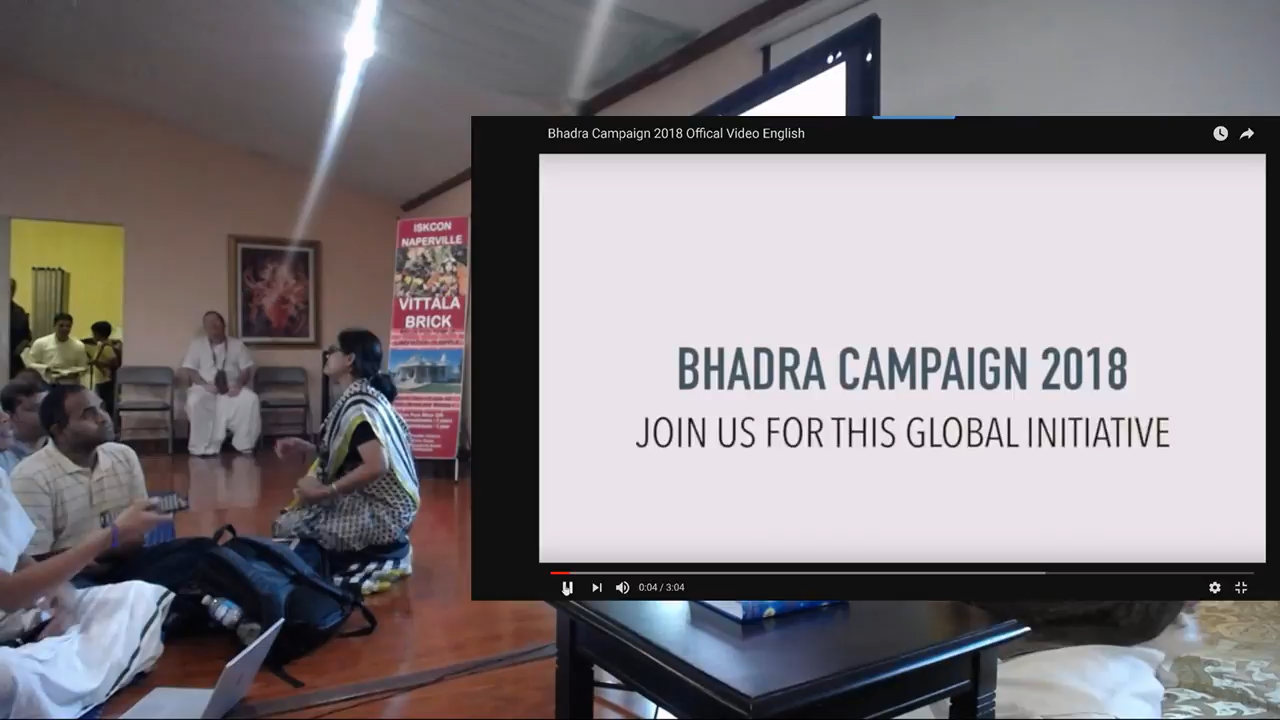 Bhadra Campaign 2018 Offical Video English
ISKCON
NAPERVILLE
VITTALA
BRICK
BHADRA CAMPAIGN 2018
JOIN US FOR THIS GLOBAL INITIATIVE
0:04 / 3:04